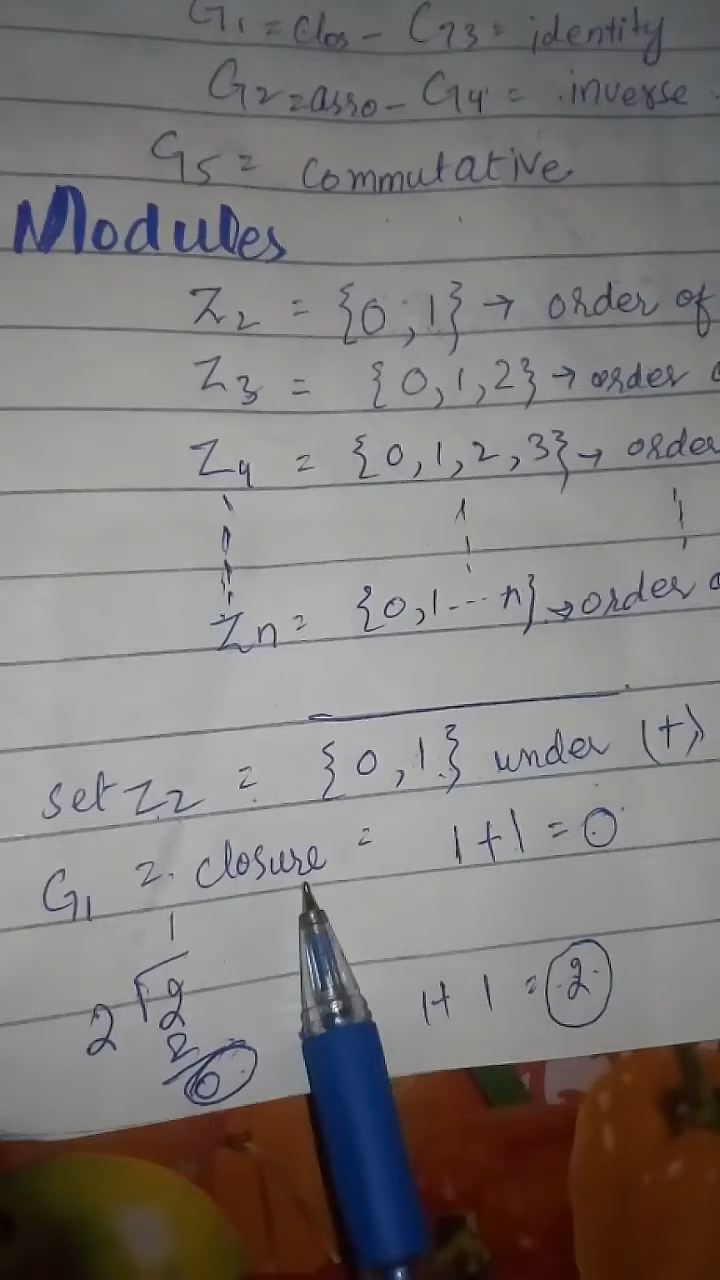 G1 = Clos - G3 = identity
G2 = asso - G4 = inverse
G5 = Commutative
Modules
Z2 = {0, 1} → order of
Z3 = {0, 1, 2} → order
Z4 = {0, 1, 2, 3} → order
Zn = {0, 1 --- n} → order
set Z2 = {0, 1} under (+)
G1 = closure = 1+1 = 0
1
2 √2
1+1 = 2
2
0